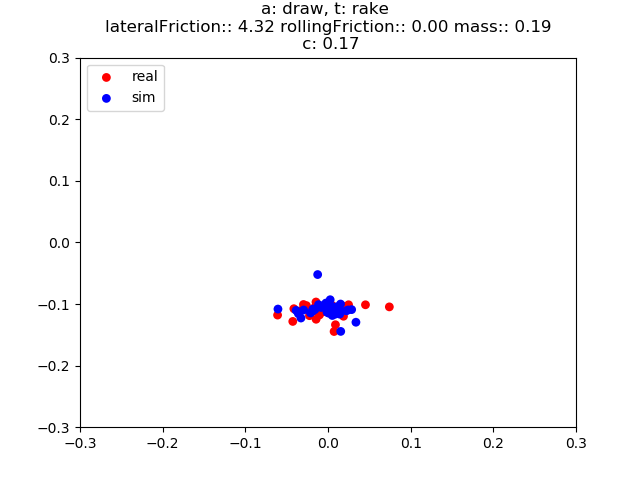 a: draw, t: rake
lateralFriction:: 4.32 rollingFriction:: 0.00 mass:: 0.19
c: 0.17
0.3
real
sim
0.2
0.1
0.0
−0.1
−0.2
−0.3
−0.3 −0.2 −0.1 0.0 0.1 0.2 0.3